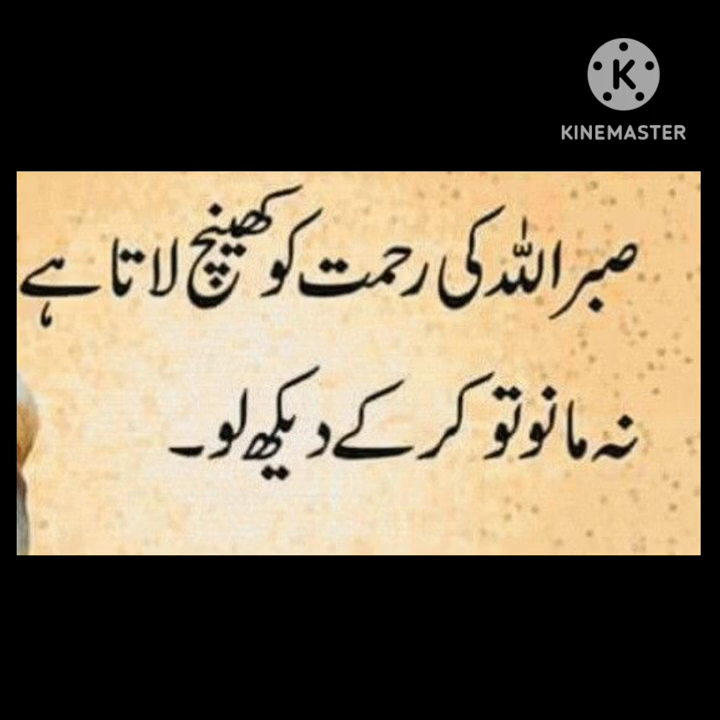 KINEMASTER
صبر اللہ کی رحمت کو کھینچ لاتا ہے
نہ مانو تو کر کے دیکھ لو۔